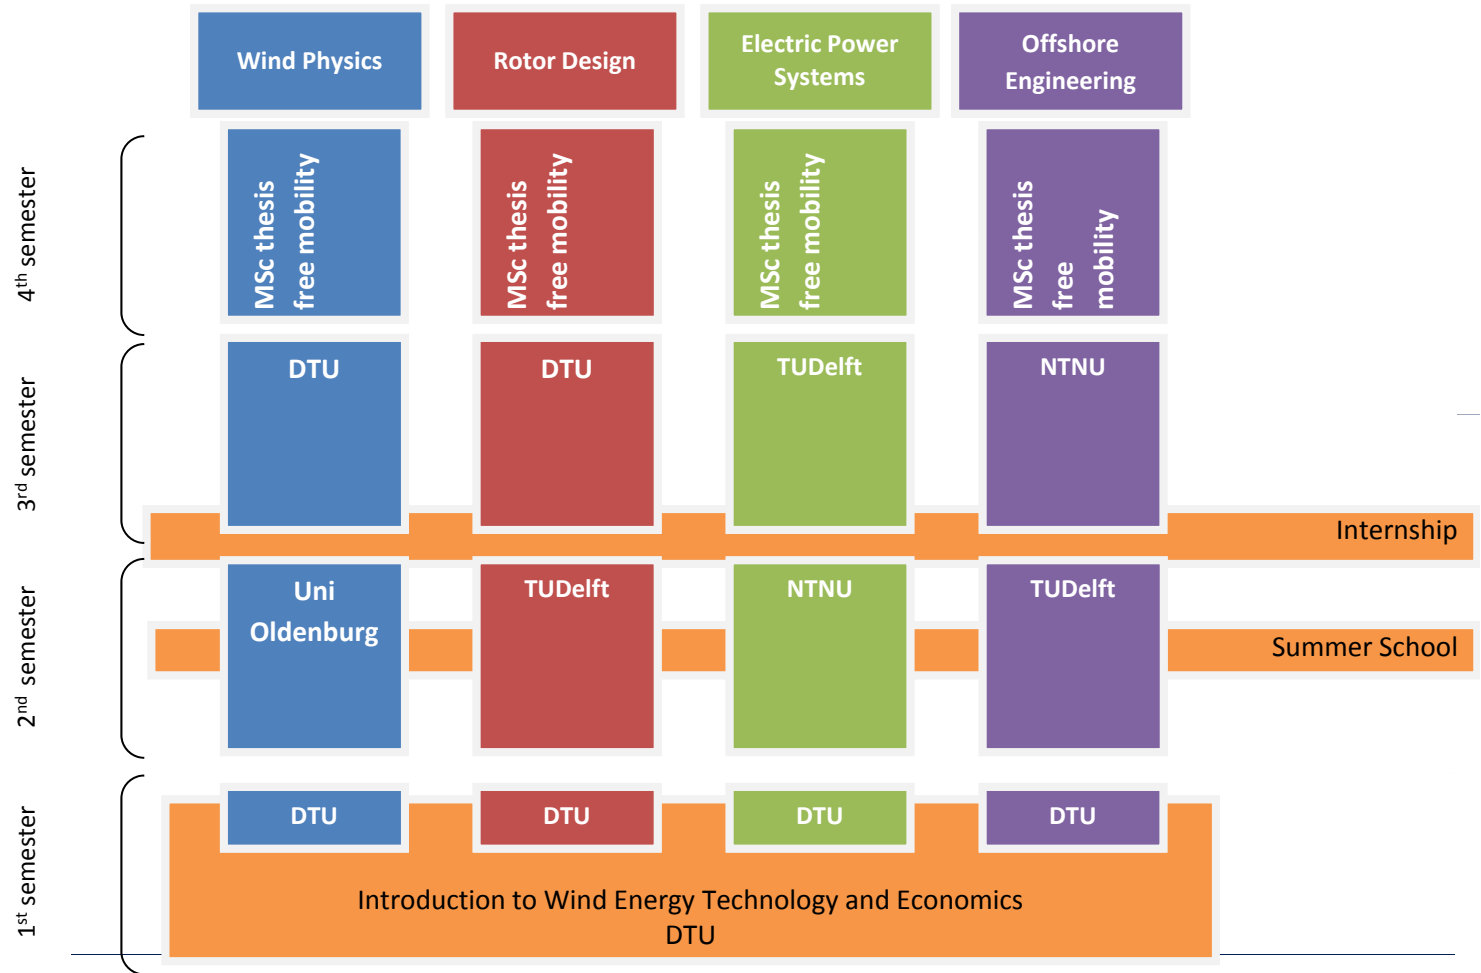 Wind Physics
Rotor Design
Electric Power
Systems
Offshore
Engineering
4th semester
MSc thesis
free mobility
MSc thesis
free mobility
MSc thesis
free mobility
MSc thesis
free
mobility
3rd semester
DTU
DTU
TUDelft
NTNU
Internship
2nd semester
Uni
Oldenburg
TUDelft
NTNU
TUDelft
Summer School
1st semester
DTU
DTU
DTU
DTU
Introduction to Wind Energy Technology and Economics
DTU